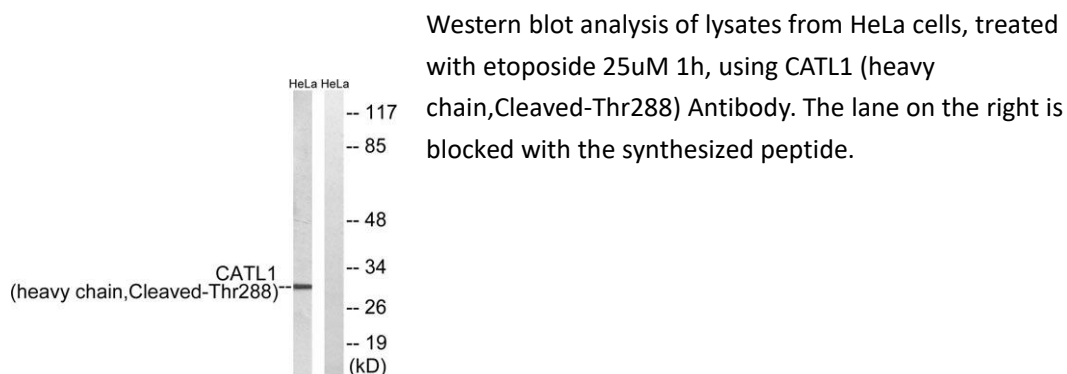 Western blot analysis of lysates from HeLa cells, treated
with etoposide 25uM 1h, using CATL1 (heavy
chain,Cleaved-Thr288) Antibody. The lane on the right is
blocked with the synthesized peptide.
HeLa HeLa
-- 117
-- 85
-- 48
-- 34
CATL1
(heavy chain,Cleaved-Thr288)--
-- 26
-- 19
(kD)